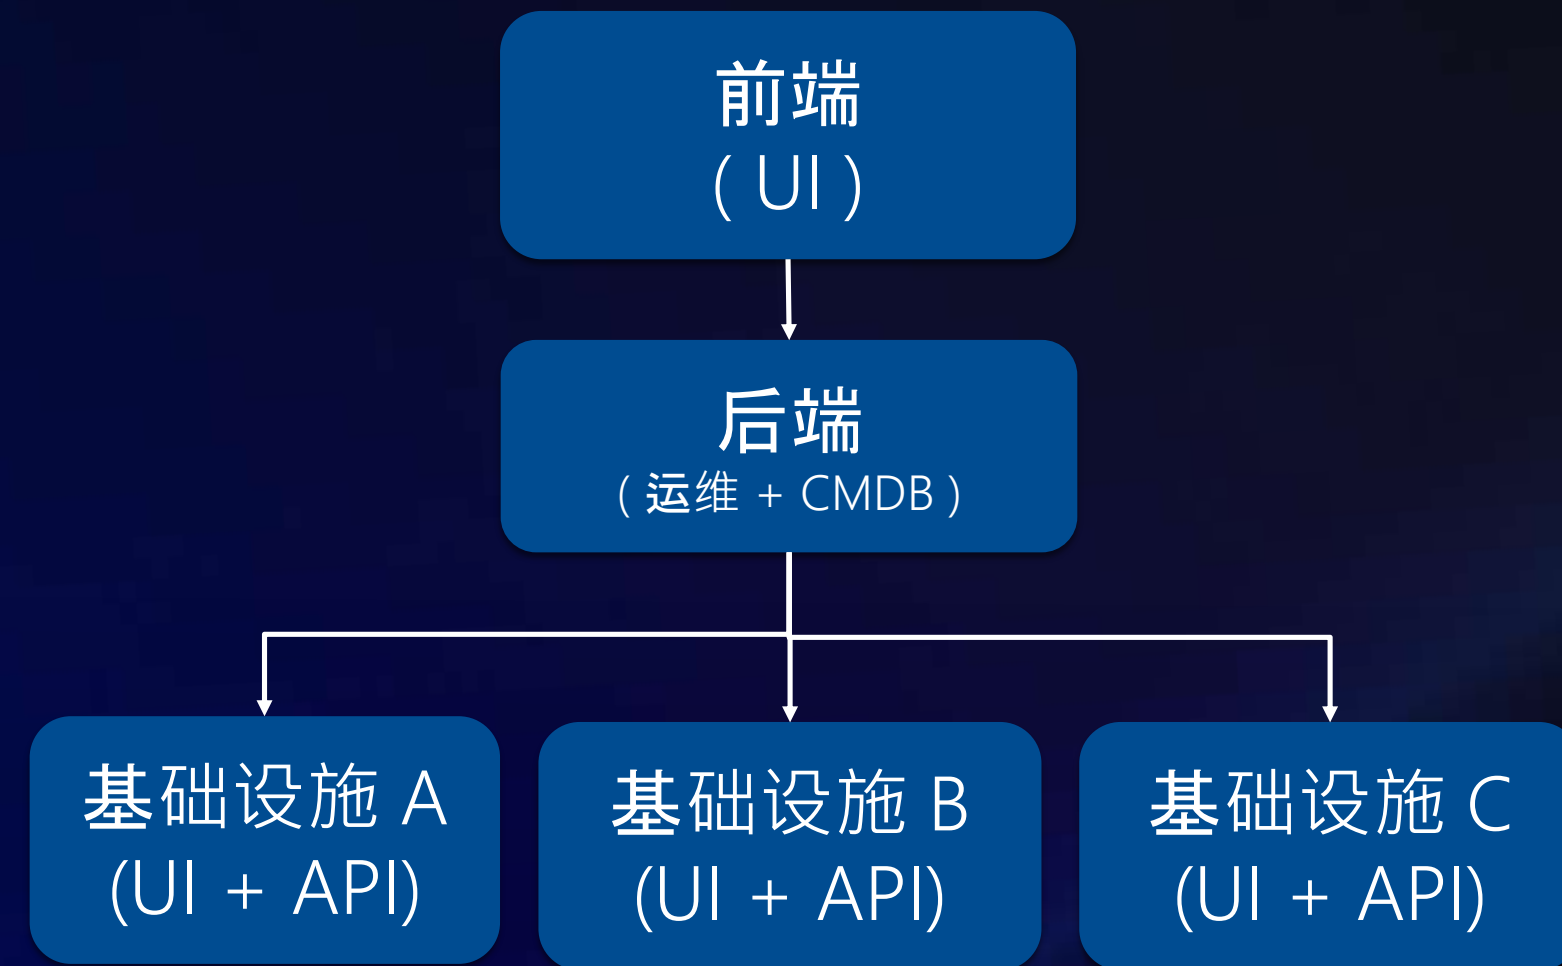 前端
( UI )
后端
( 运维 + CMDB )
基础设施 A
(UI + API)
基础设施 B
(UI + API)
基础设施 C
(UI + API)